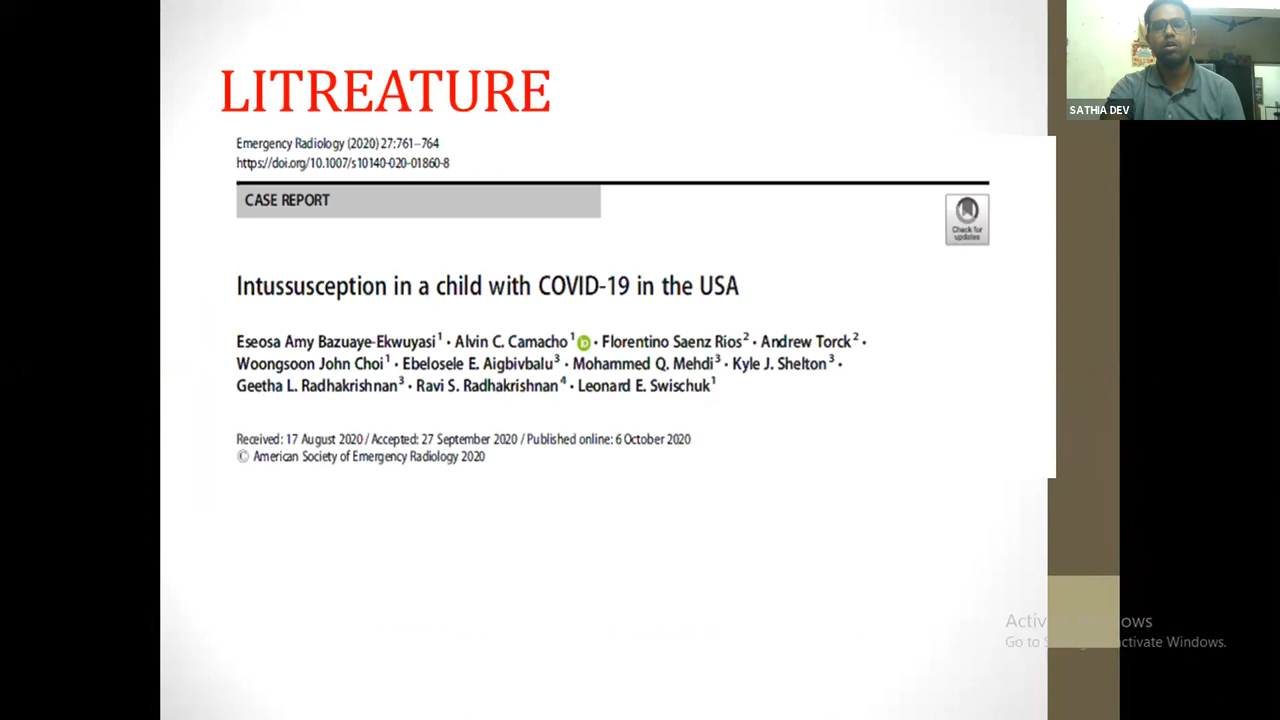 LITREATURE
Emergency Radiology (2020) 27:761–764
https://doi.org/10.1007/s10140-020-01860-8
CASE REPORT
Check for
updates
Intussusception in a child with COVID-19 in the USA
Eseosa Amy Bazuaye-Ekwuyasi1 · Alvin C. Camacho1 · Florentino Saenz Rios2 · Andrew Torck2 ·
Woongsoon John Choi1 · Ebelosele E. Aigbivbalu3 · Mohammed Q. Mehdi3 · Kyle J. Shelton3 ·
Geetha L. Radhakrishnan3 · Ravi S. Radhakrishnan4 · Leonard E. Swischuk1
Received: 17 August 2020 / Accepted: 27 September 2020 / Published online: 6 October 2020
© American Society of Emergency Radiology 2020
SATHIA DEV
Go to activate Windows.